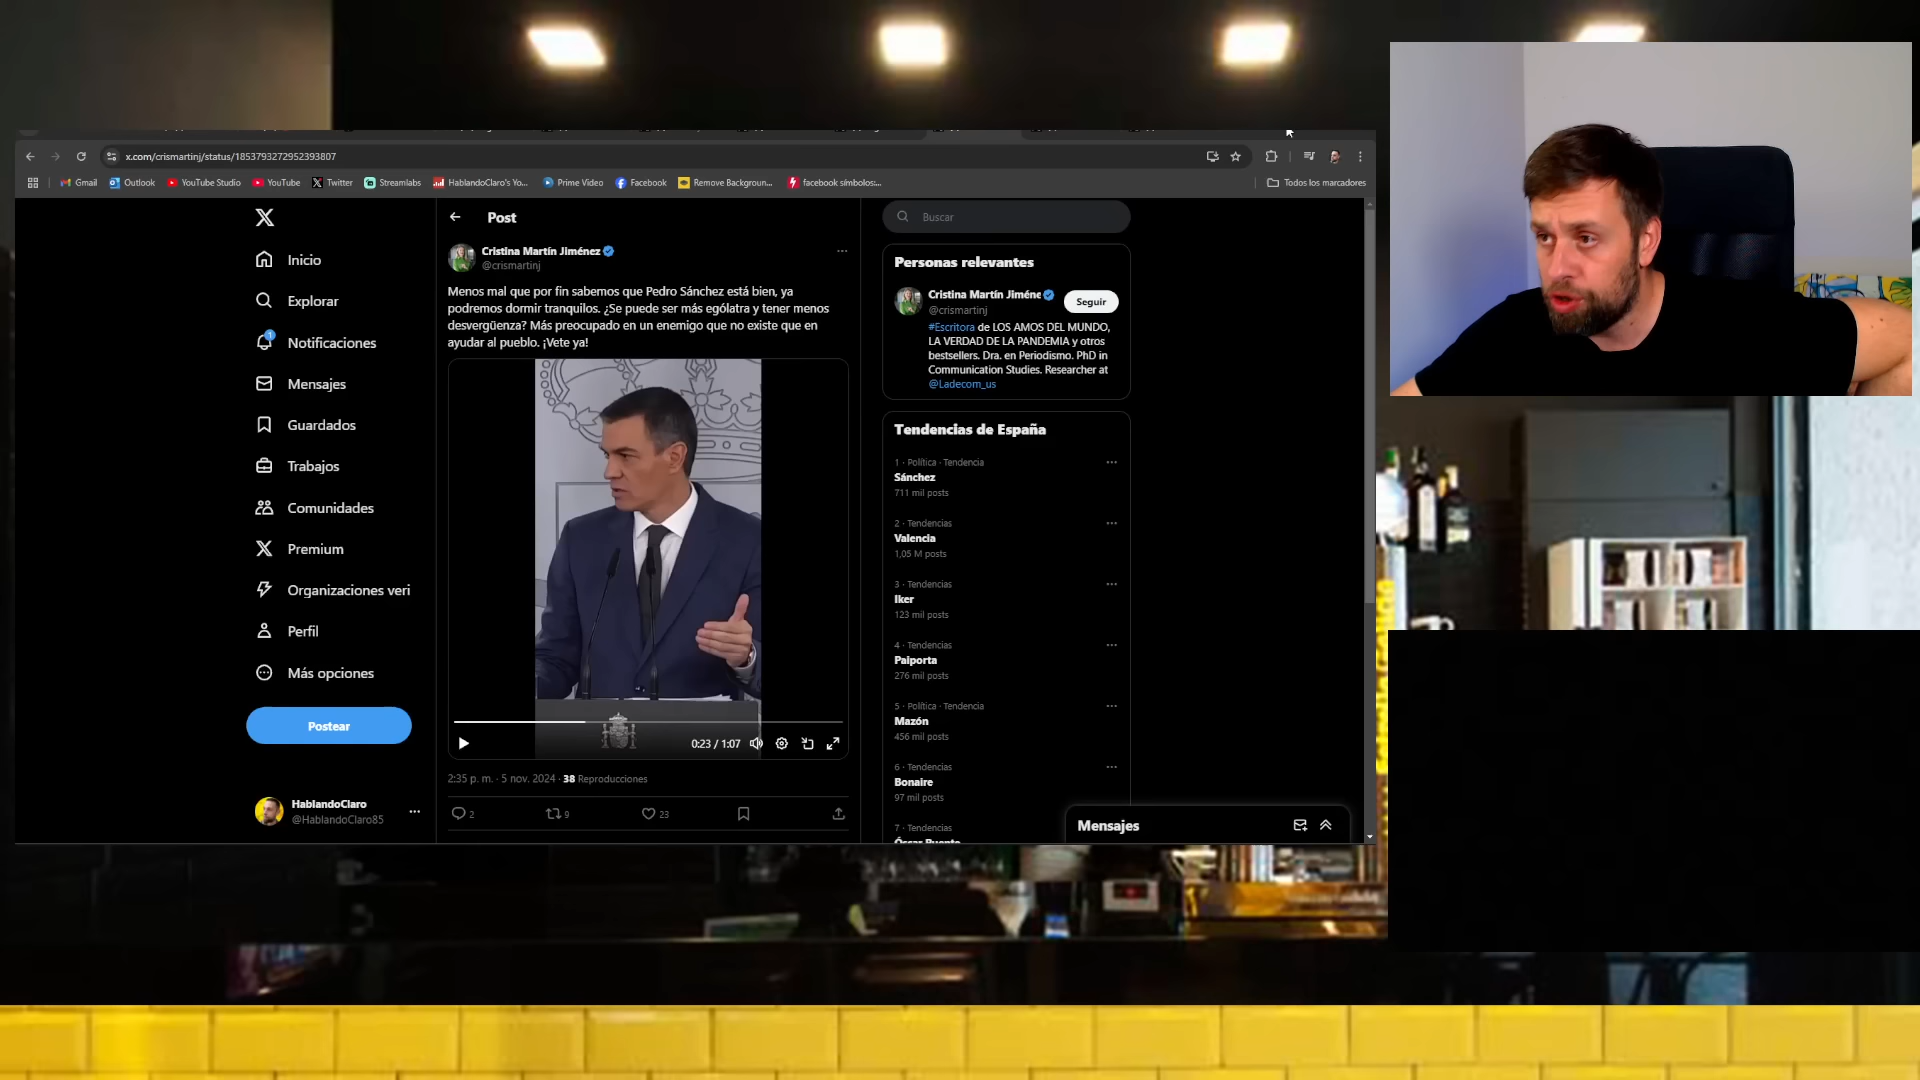 x.com/crismartinj/status/1853793272952393807
Gmail
Outlook
YouTube Studio
YouTube
Twitter
Streamlabs
HablandoClaro's Yo...
Prime Video
Facebook
Remove Backgroun...
facebook símbolos:...
Todos los marcadores
Inicio
Explorar
1
Notificaciones
Mensajes
Guardados
Trabajos
Comunidades
Premium
Organizaciones veri
Perfil
Más opciones
Postear
HablandoClaro
@HablandoClaro85
Post
Cristina Martín Jiménez
@crismartinj
Menos mal que por fin sabemos que Pedro Sánchez está bien, ya
podremos dormir tranquilos. ¿Se puede ser más ególatra y tener menos
desvergüenza? Más preocupado en un enemigo que no existe que en
ayudar al pueblo. ¡Vete ya!
0:23 / 1:07
2:35 p. m. · 5 nov. 2024 · 38 Reproducciones
2
9
23
Buscar
Personas relevantes
Cristina Martín Jiméne
@crismartinj
Seguir
#Escritora de LOS AMOS DEL MUNDO,
LA VERDAD DE LA PANDEMIA y otros
bestsellers. Dra. en Periodismo. PhD in
Communication Studies. Researcher at
@Ladecom_us
Tendencias de España
1 · Política · Tendencia
Sánchez
711 mil posts
2 · Tendencias
Valencia
1,05 M posts
3 · Tendencias
Iker
123 mil posts
4 · Tendencias
Paiporta
276 mil posts
5 · Política · Tendencia
Mazón
456 mil posts
6 · Tendencias
Bonaire
97 mil posts
7 · Tendencias
Óscar Puente
Mensajes